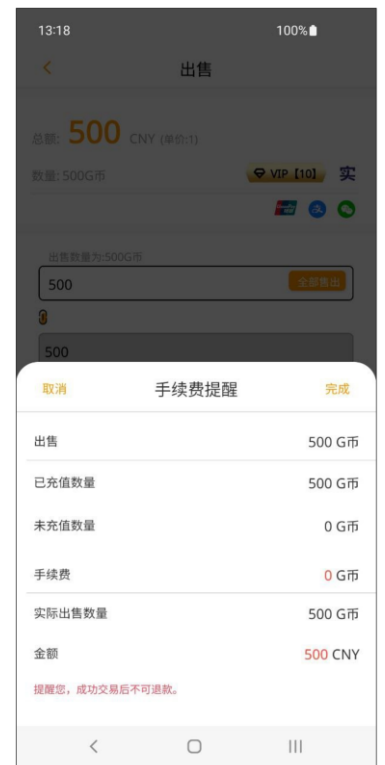 13:18 100%
出售
总额: 500 CNY (单价:1)
数量: 500G币 VIP【10】 实
出售数量为:500G币
500 全部售出
500
取消 手续费提醒 完成
出售 500 G币
已充值数量 500 G币
未充值数量 0 G币
手续费 0 G币
实际出售数量 500 G币
金额 500 CNY
提醒您，成功交易后不可退款。